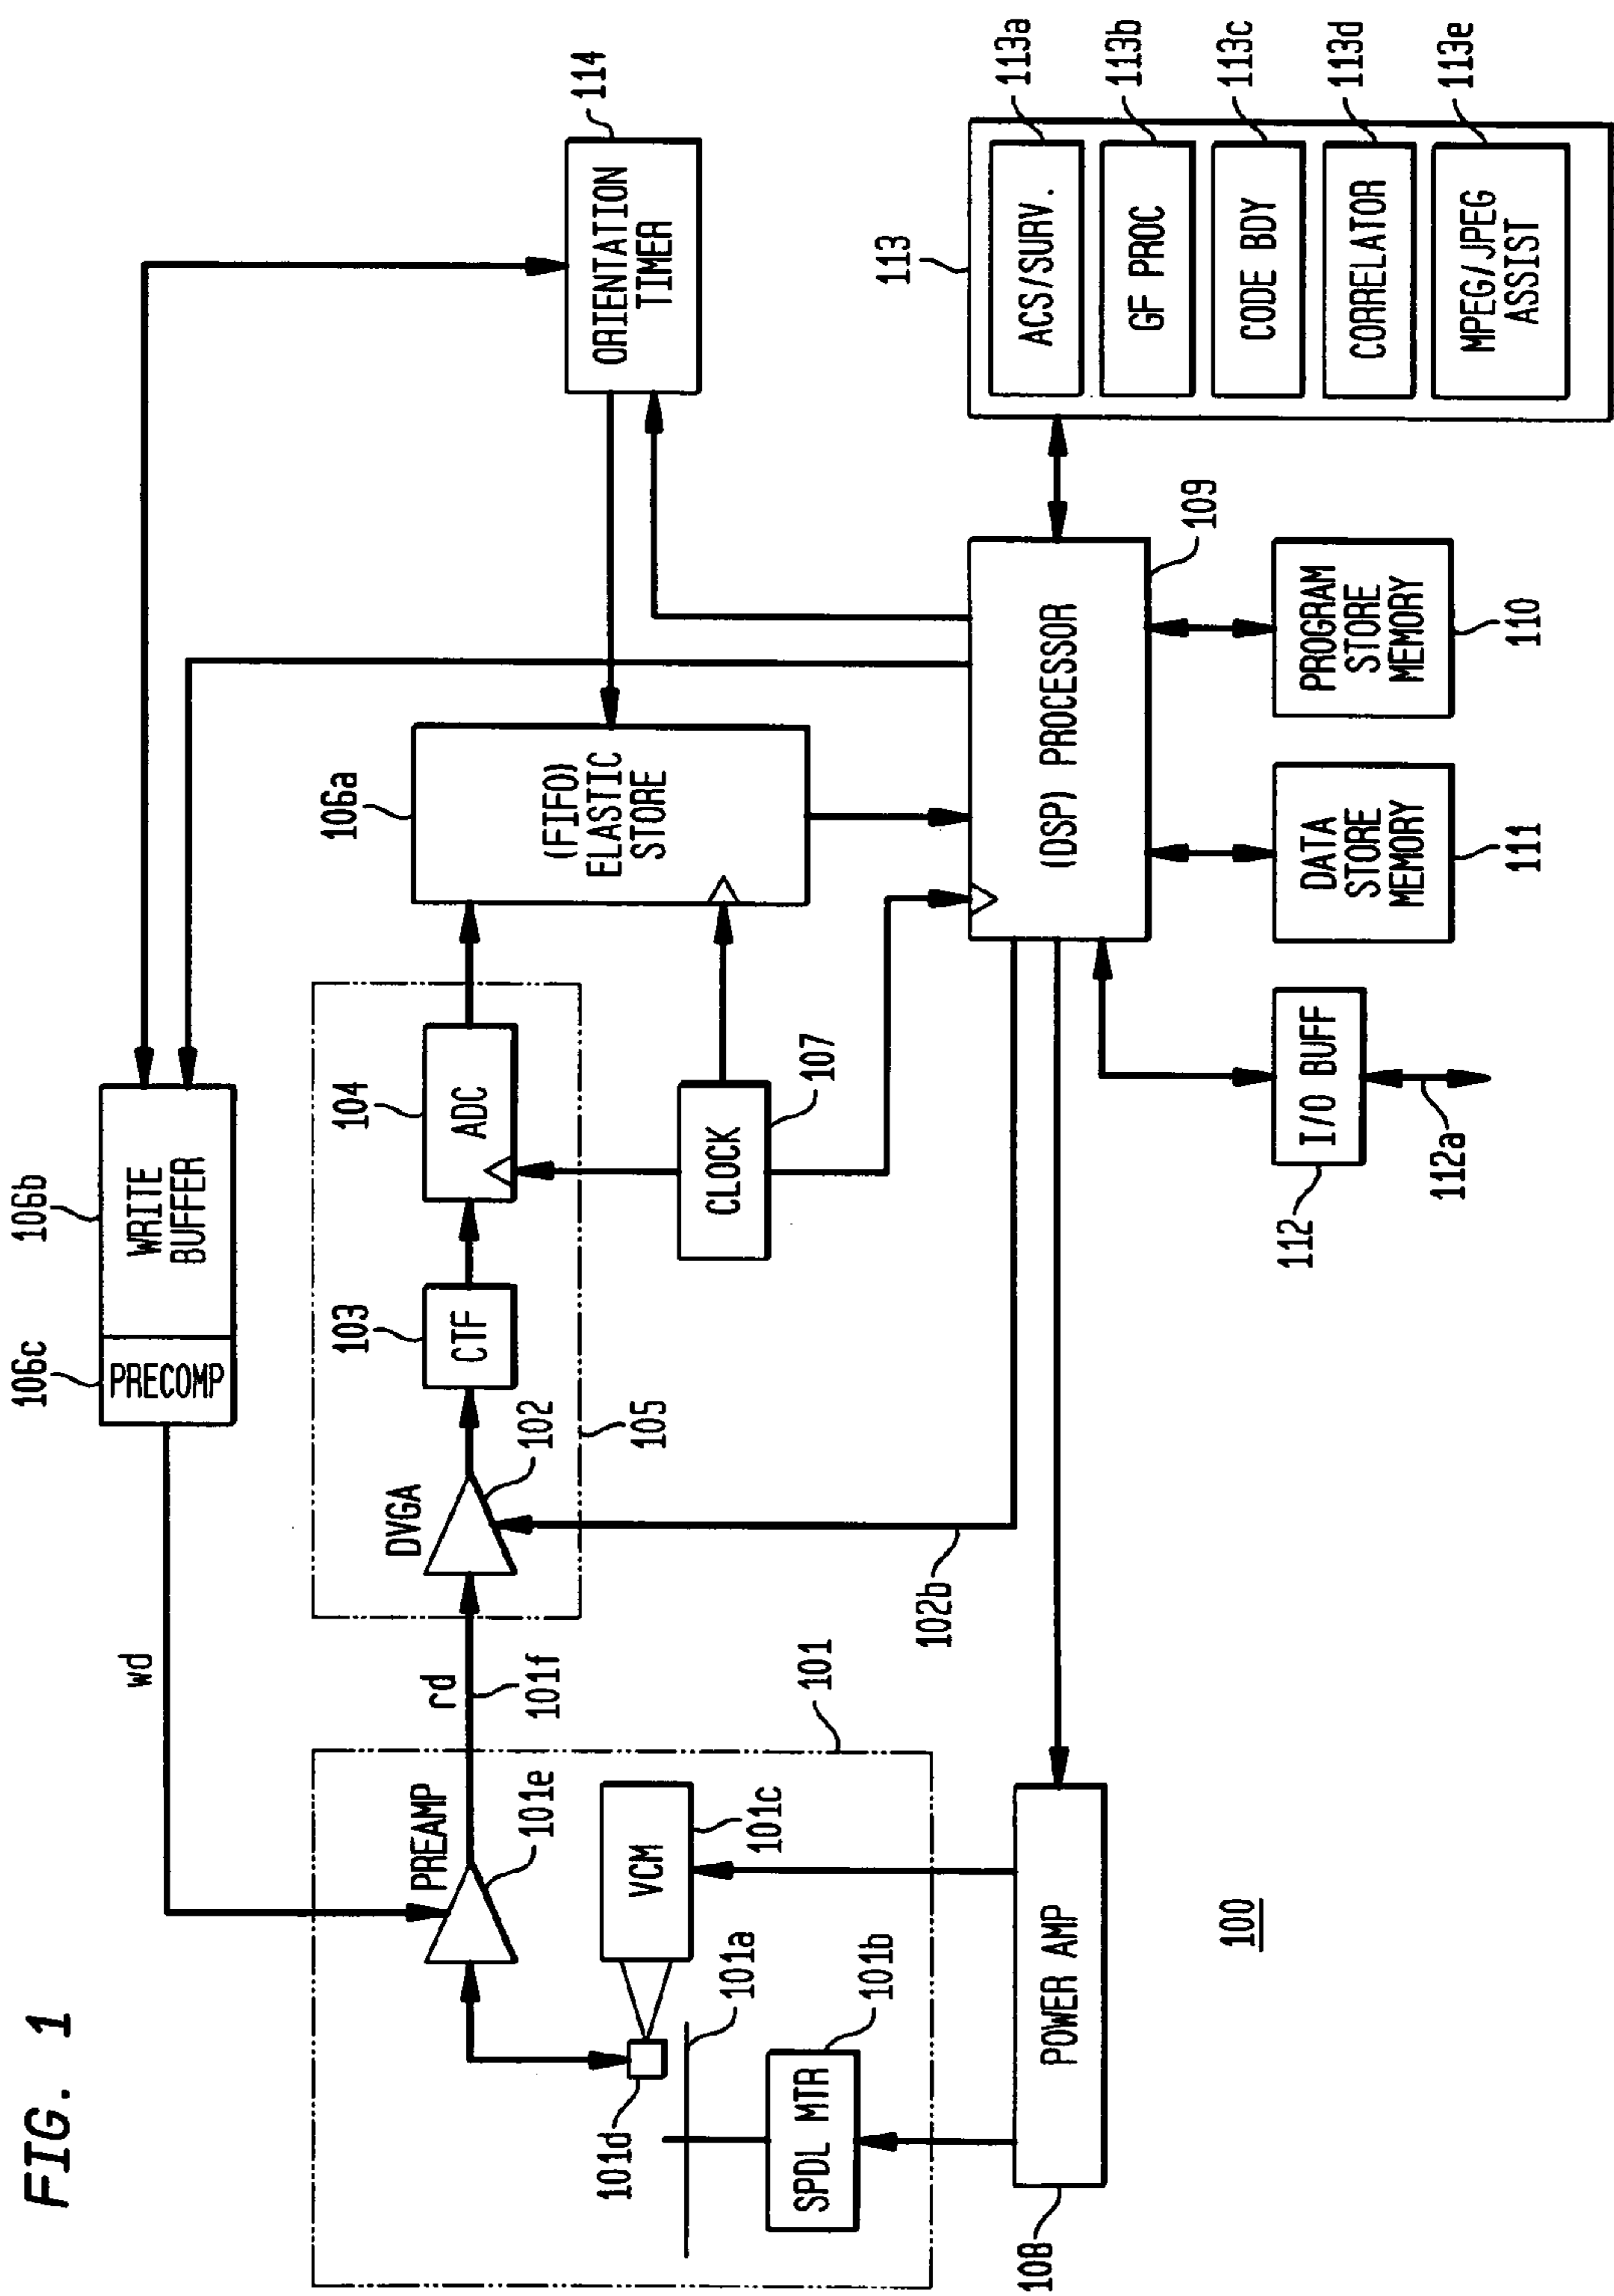 FIG. 1
106c
106b
PRECOMP
WRITE
BUFFER
wd
114
ORIENTATION
TIMER
PREAMP
101e
rd
101f
DVGA
102
103
CTF
104
ADC
105
106a
(FIFO)
ELASTIC
STORE
101
VCM
101c
101d
101a
SPDL MTR
101b
CLOCK
107
102b
108
POWER AMP
(DSP) PROCESSOR
109
113
ACS/SURV.
113a
GF PROC
113b
CODE BDY
113c
CORRELATOR
113d
MPEG/JPEG
ASSIST
113e
112
I/O BUFF
112a
DATA
STORE
MEMORY
111
PROGRAM
STORE
MEMORY
110
100